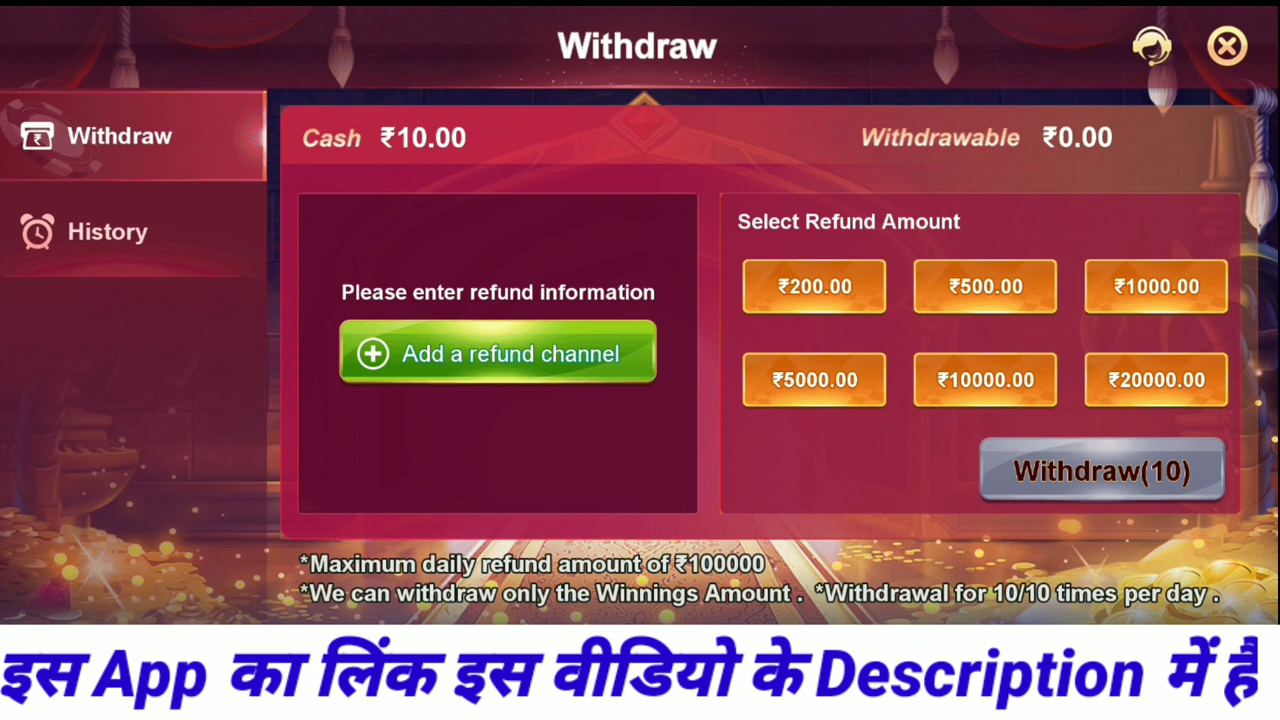 Withdraw
Withdraw
History
Cash ₹10.00
Withdrawable ₹0.00
Please enter refund information
Add a refund channel
Select Refund Amount
₹200.00 ₹500.00 ₹1000.00
₹5000.00 ₹10000.00 ₹20000.00
Withdraw(10)
*Maximum daily refund amount of ₹100000
*We can withdraw only the Winnings Amount . *Withdrawal for 10/10 times per day .
इस App का लिंक इस वीडियो के Description में है